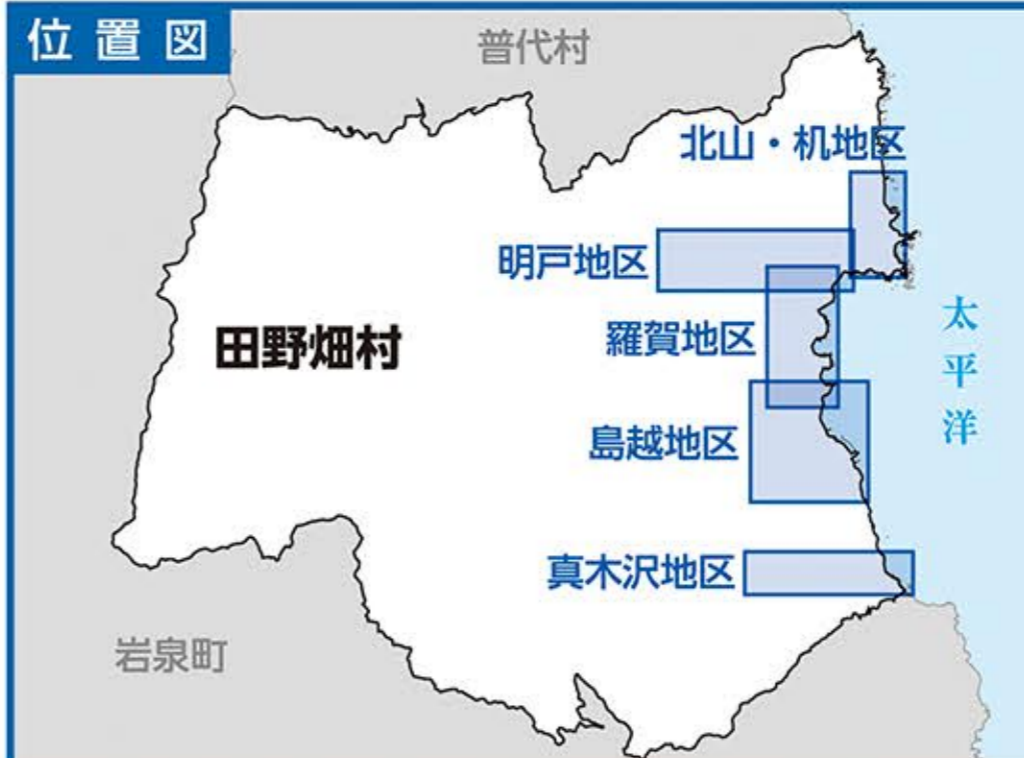 位置図
普代村
北山・机地区
明戸地区
田野畑村
羅賀地区
太平洋
島越地区
真木沢地区
岩泉町